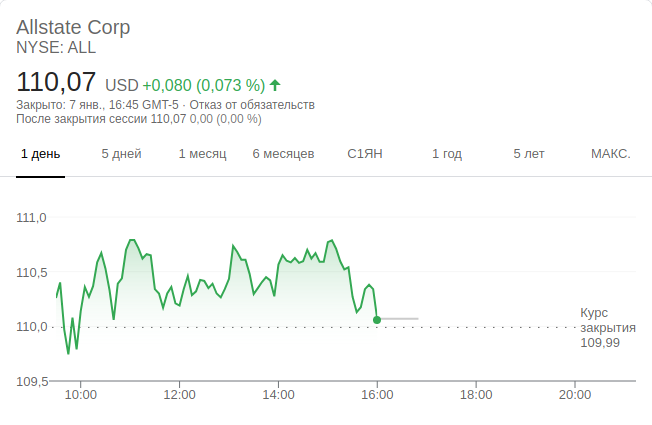 Allstate Corp
NYSE: ALL
110,07 USD +0,080 (0,073 %)
Закрыто: 7 янв., 16:45 GMT-5 · Отказ от обязательств
После закрытия сессии 110,07 0,00 (0,00 %)
1 день 5 дней 1 месяц 6 месяцев С1ЯН 1 год 5 лет МАКС.
111,0
110,5
110,0
109,5
Курс
закрытия
109,99
10:00 12:00 14:00 16:00 18:00 20:00